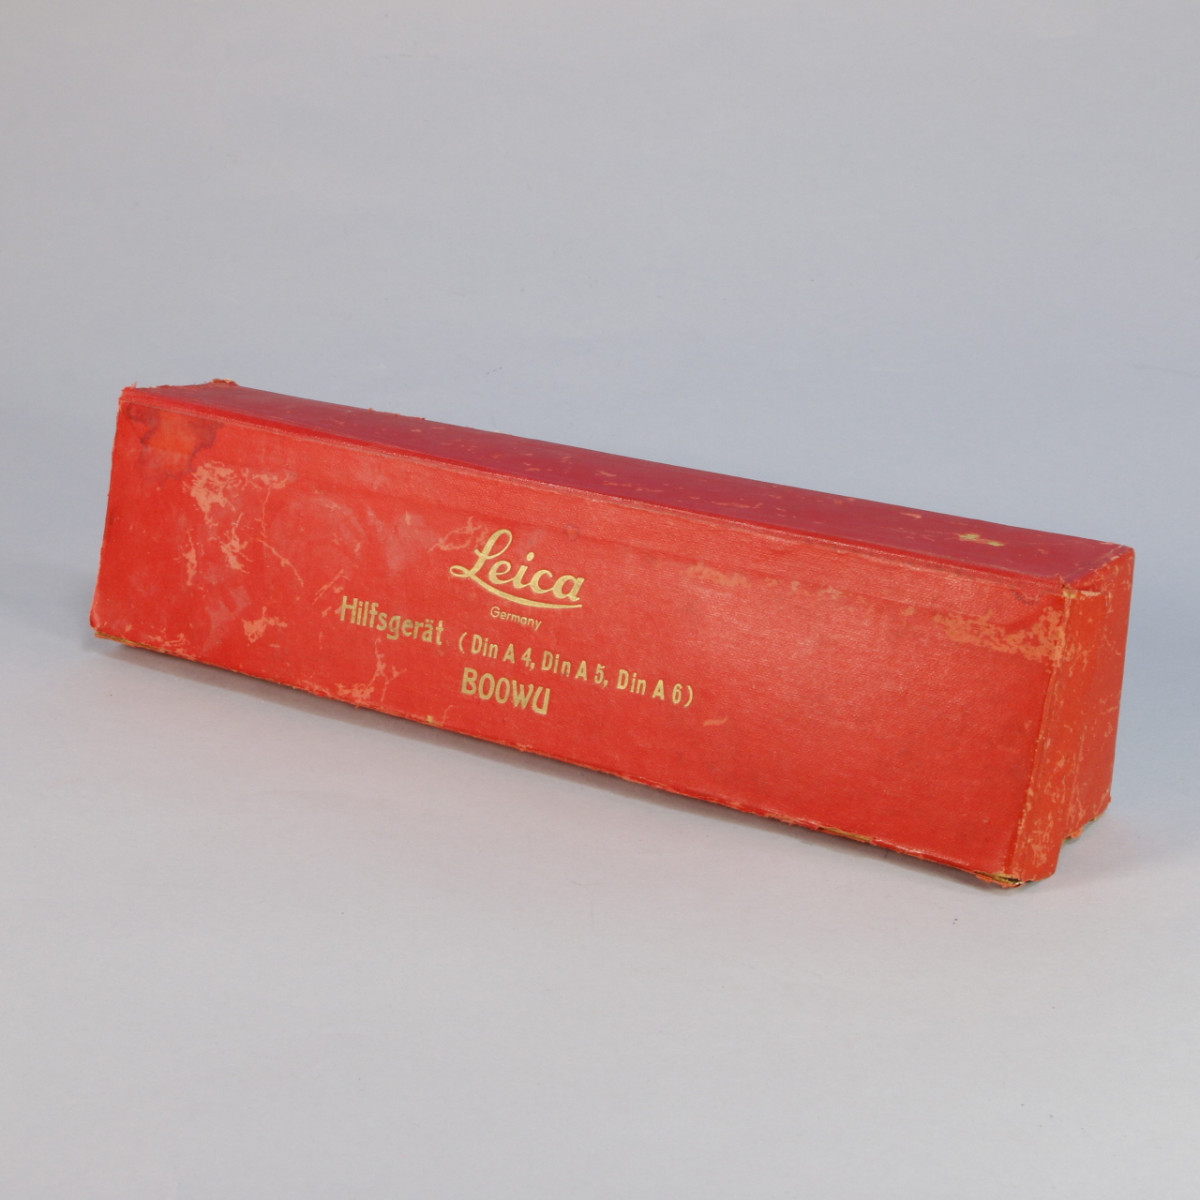 Leica
Germany
Hilfsgerät (Din A 4, Din A 5, Din A 6)
BOOWU